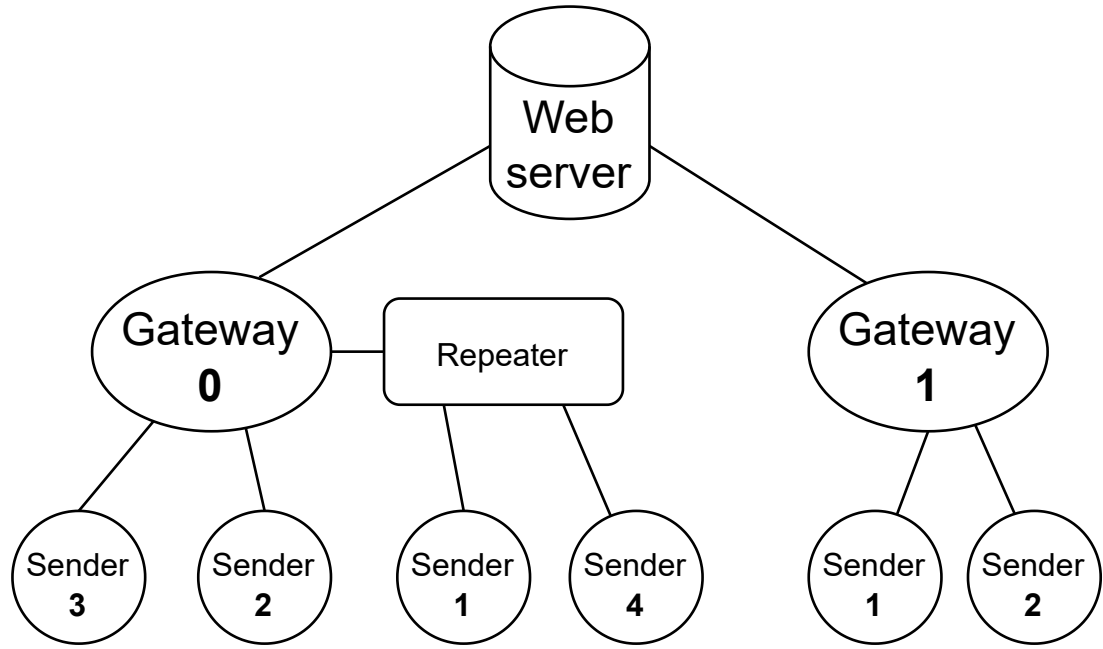 Web
server
Gateway
0
Repeater
Gateway
1
Sender
3
Sender
2
Sender
1
Sender
4
Sender
1
Sender
2